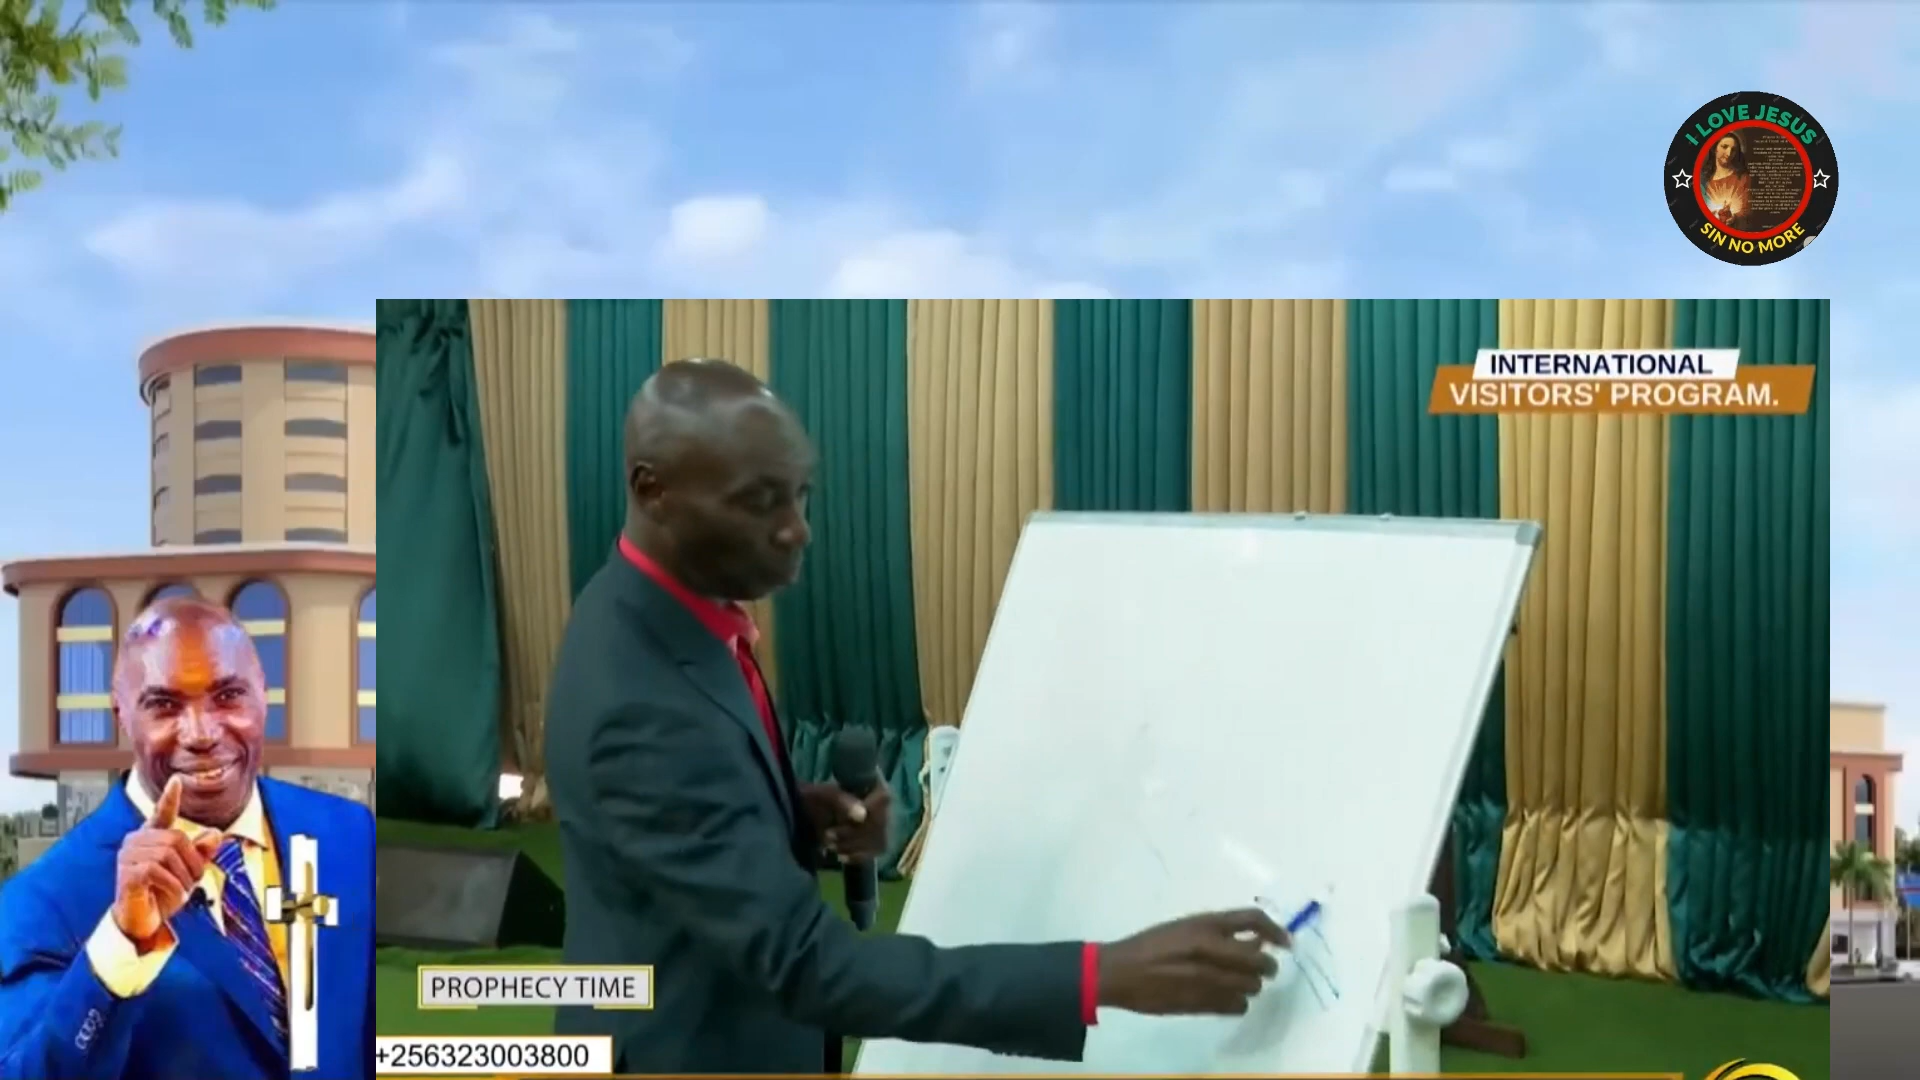 I LOVE JESUS
SIN NO MORE
INTERNATIONAL
VISITORS' PROGRAM.
PROPHECY TIME
+256323003800